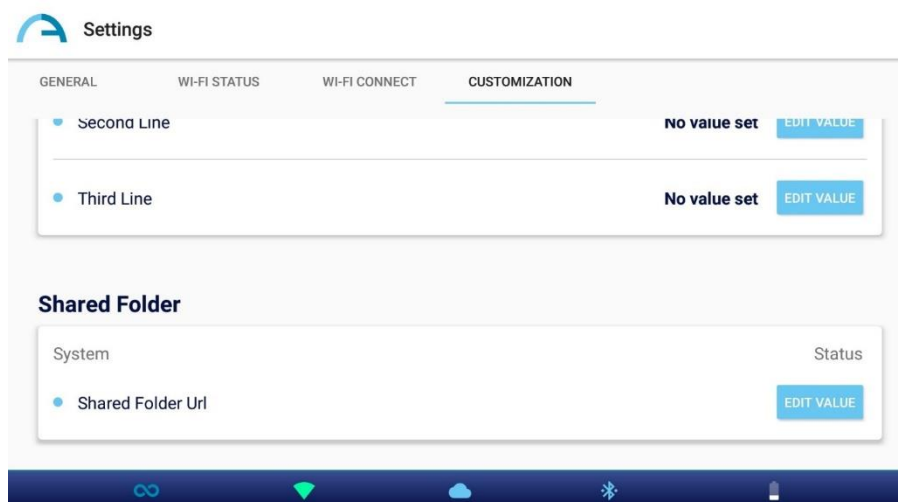 Settings
GENERAL WI-FI STATUS WI-FI CONNECT CUSTOMIZATION
Second Line No value set EDIT VALUE
Third Line No value set EDIT VALUE
Shared Folder
System Status
Shared Folder Url EDIT VALUE